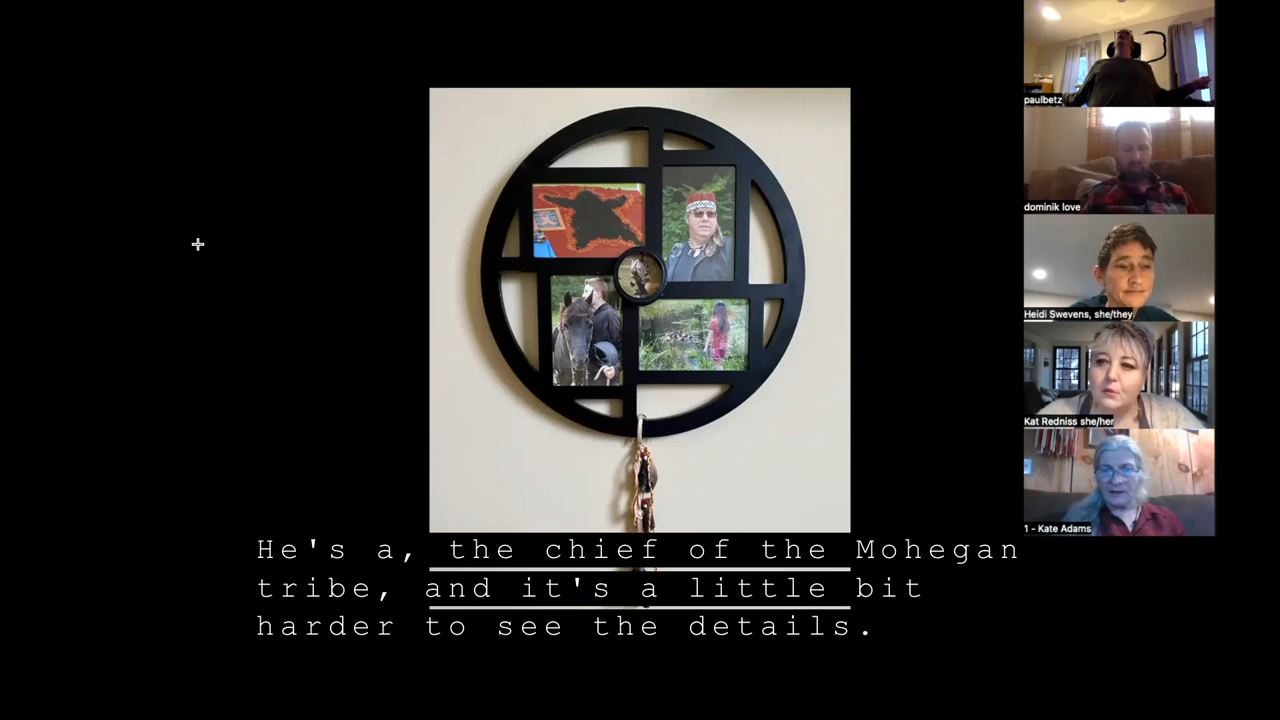 paulbetz
dominik love
Heidi Swevens, she/they
Kat Redniss she/her
1 - Kate Adams
He's a, the chief of the Mohegan
tribe, and it's a little bit
harder to see the details.